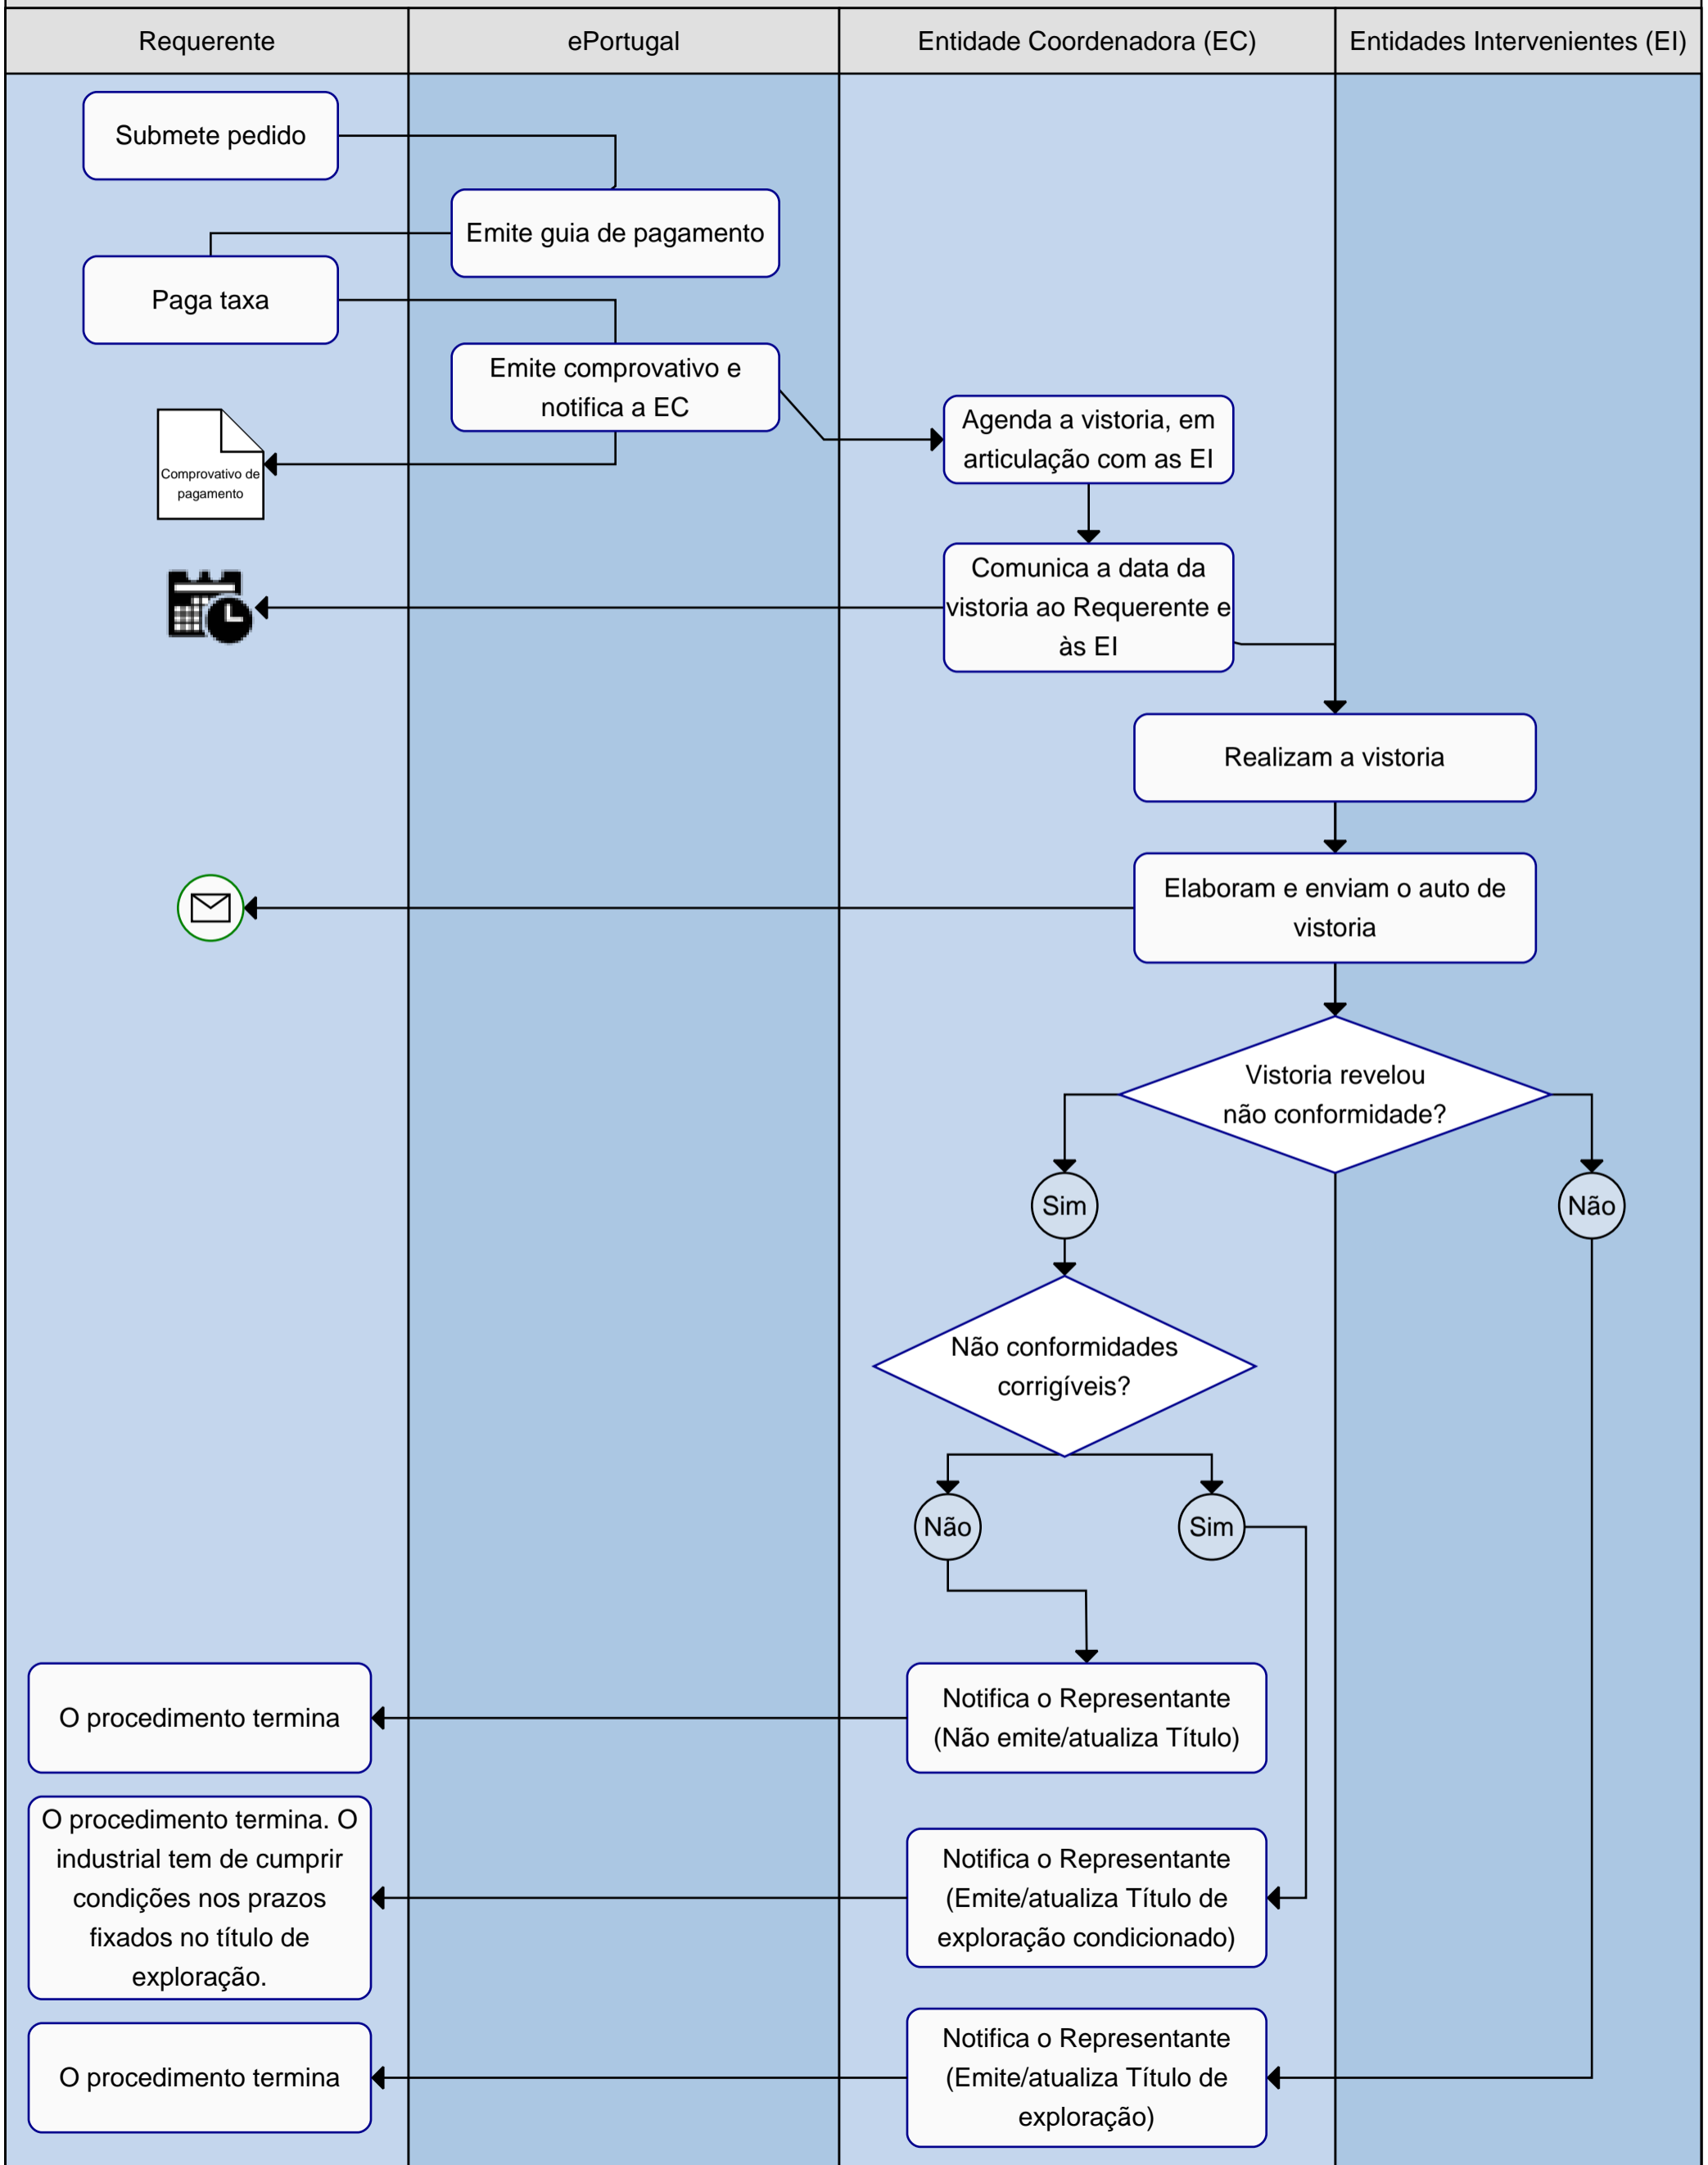 Requerente
ePortugal
Entidade Coordenadora (EC)
Entidades Intervenientes (EI)
Submete pedido
Emite guia de pagamento
Paga taxa
Emite comprovativo e
notifica a EC
Agenda a vistoria, em
articulação com as EI
Comprovativo de
pagamento
Comunica a data da
vistoria ao Requerente e
às EI
Realizam a vistoria
Elaboram e enviam o auto de
vistoria
Vistoria revelou
não conformidade?
Sim
Não
Não conformidades
corrigíveis?
Não
Sim
O procedimento termina
Notifica o Representante
(Não emite/atualiza Título)
O procedimento termina. O
industrial tem de cumprir
condições nos prazos
fixados no título de
exploração.
Notifica o Representante
(Emite/atualiza Título de
exploração condicionado)
O procedimento termina
Notifica o Representante
(Emite/atualiza Título de
exploração)